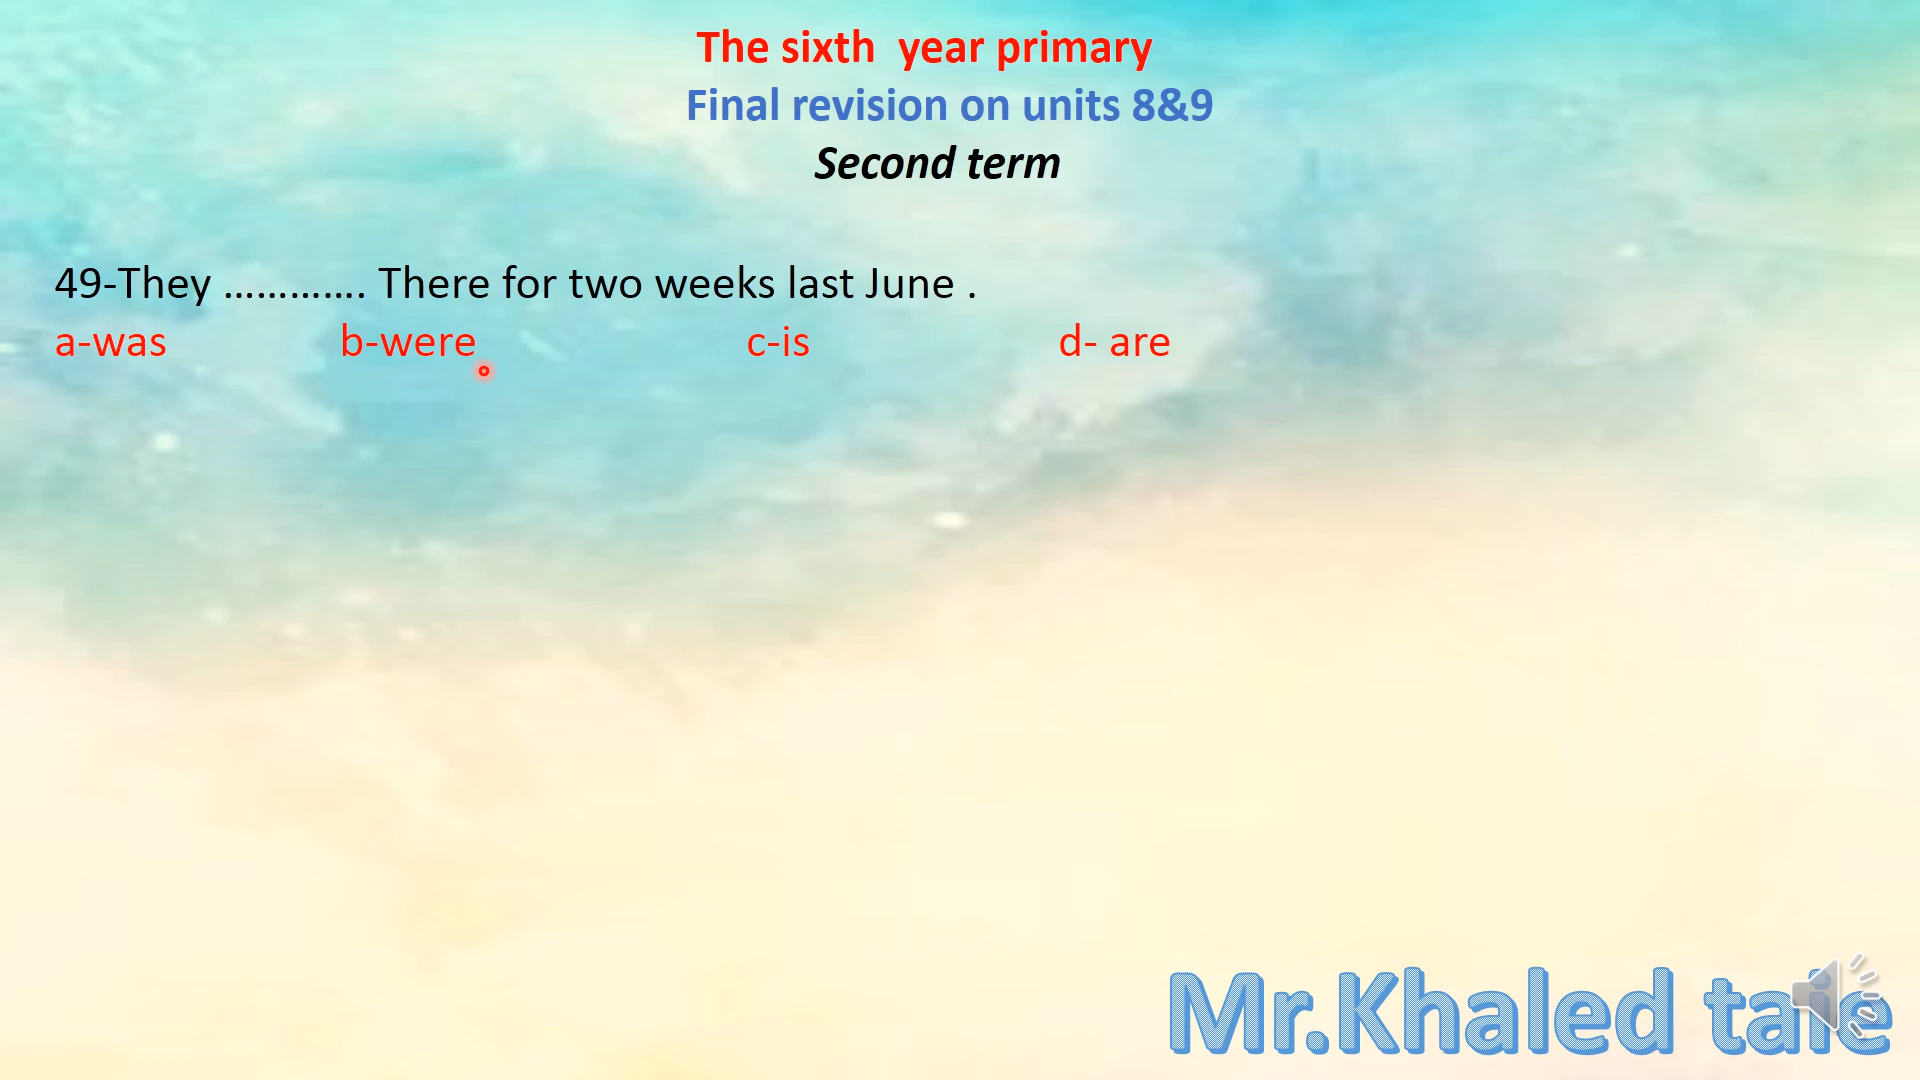 The sixth  year primary
Final revision on units 8&9
Second term
49-They …………. There for two weeks last June .
a-was b-were c-is d- are
Mr.Khaled